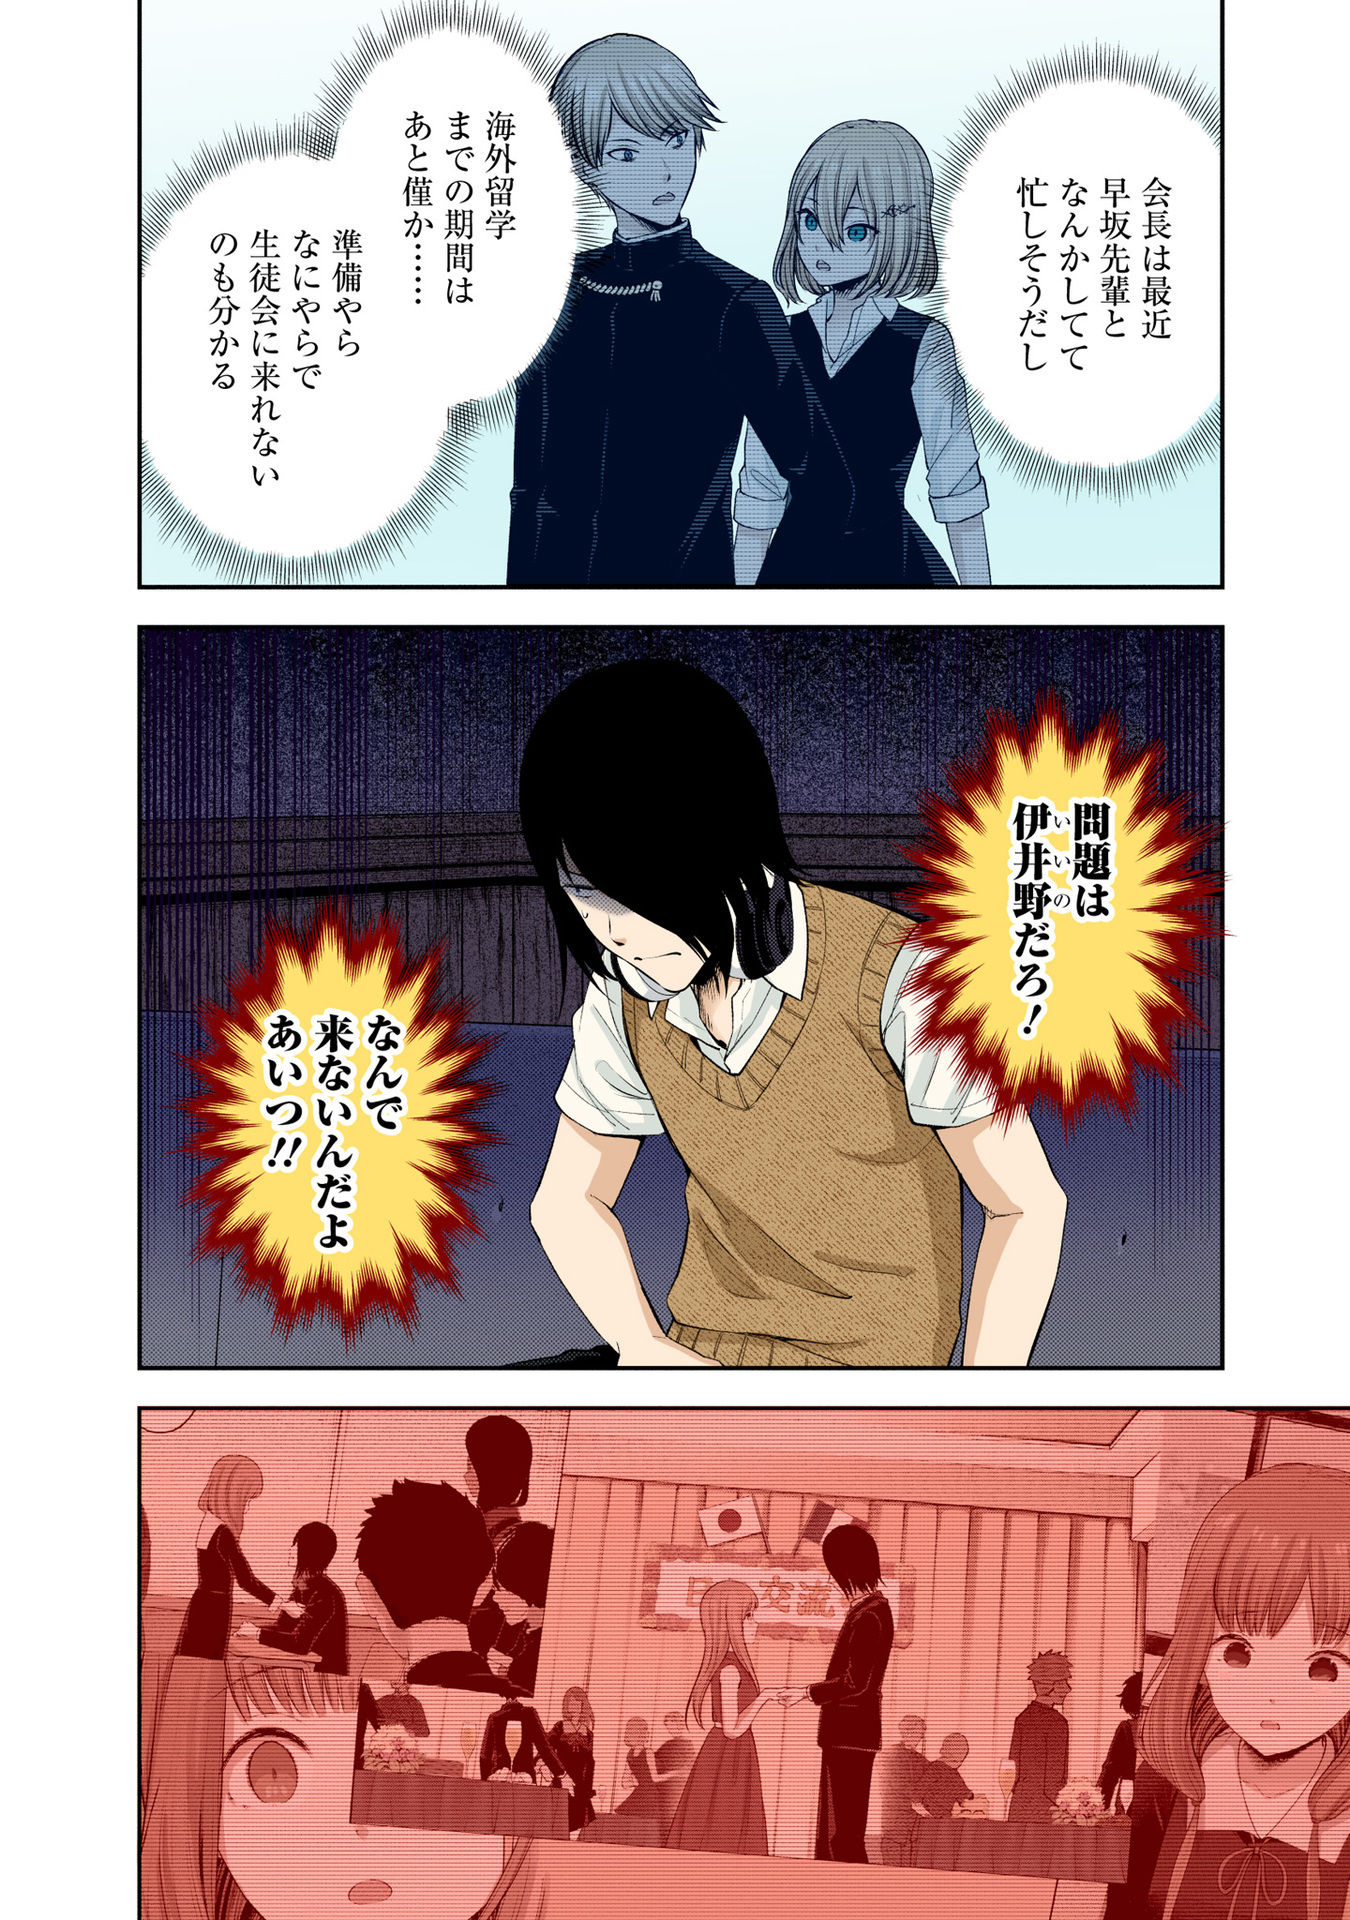 会長は最近
早坂先輩と
なんかしてて
忙しそうだし
海外留学
までの期間は
あと僅か……
準備やら
なにやらで
生徒会に来れない
のも分かる
問題は
伊井野だろ！
いいの
なんで
来ないんだよ
あいつ!!
日
交流